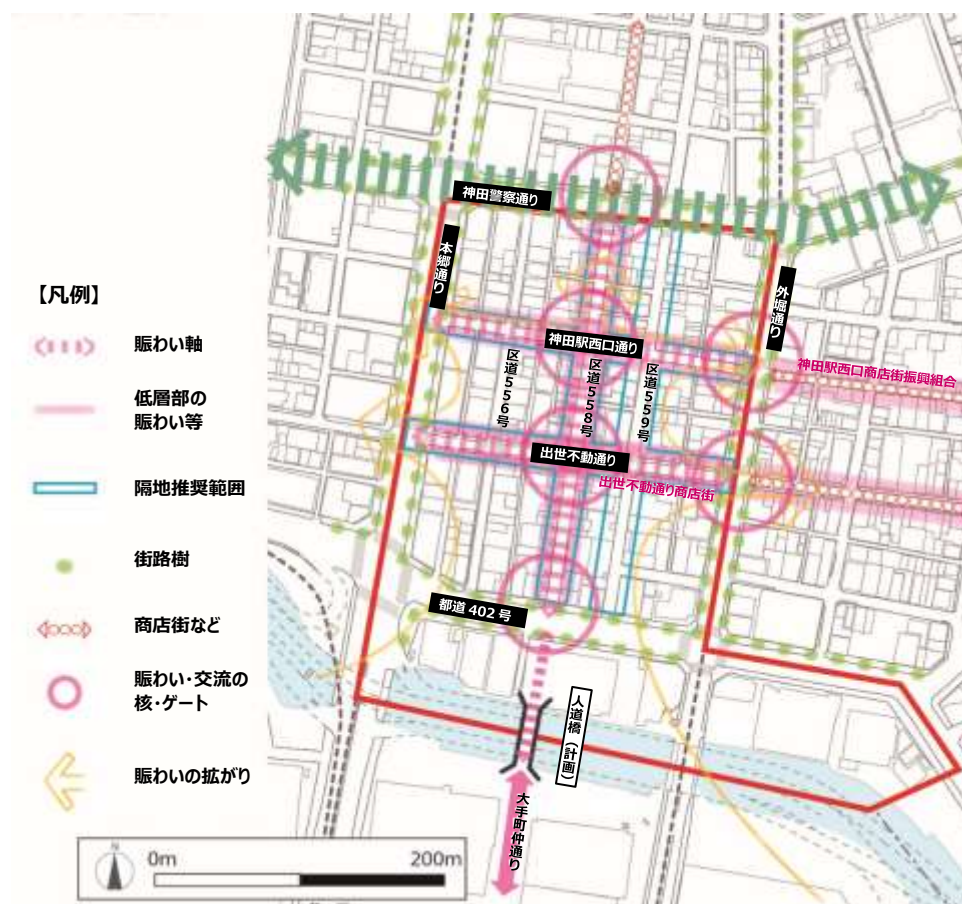 神田警察通り
本郷通り
外堀通り
【凡例】
賑わい軸
神田駅西口通り
神田駅西口商店街振興組合
区道556号
区道558号
区道559号
低層部の
賑わい等
出世不動通り
出世不動通り商店街
隔地推奨範囲
街路樹
都道402号
商店街など
賑わい・交流の
核・ゲート
人道橋（計画）
賑わいの拡がり
大手町仲通り
N
0m
200m